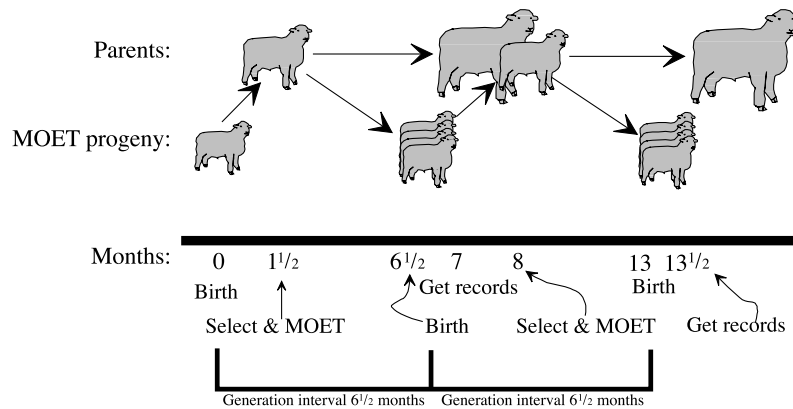 Parents:
MOET progeny:
Months: 0 1 1/2 6 1/2 7 8 13 13 1/2
Birth Get records Birth
Select & MOET Birth Select & MOET Get records
Generation interval 6 1/2 months Generation interval 6 1/2 months